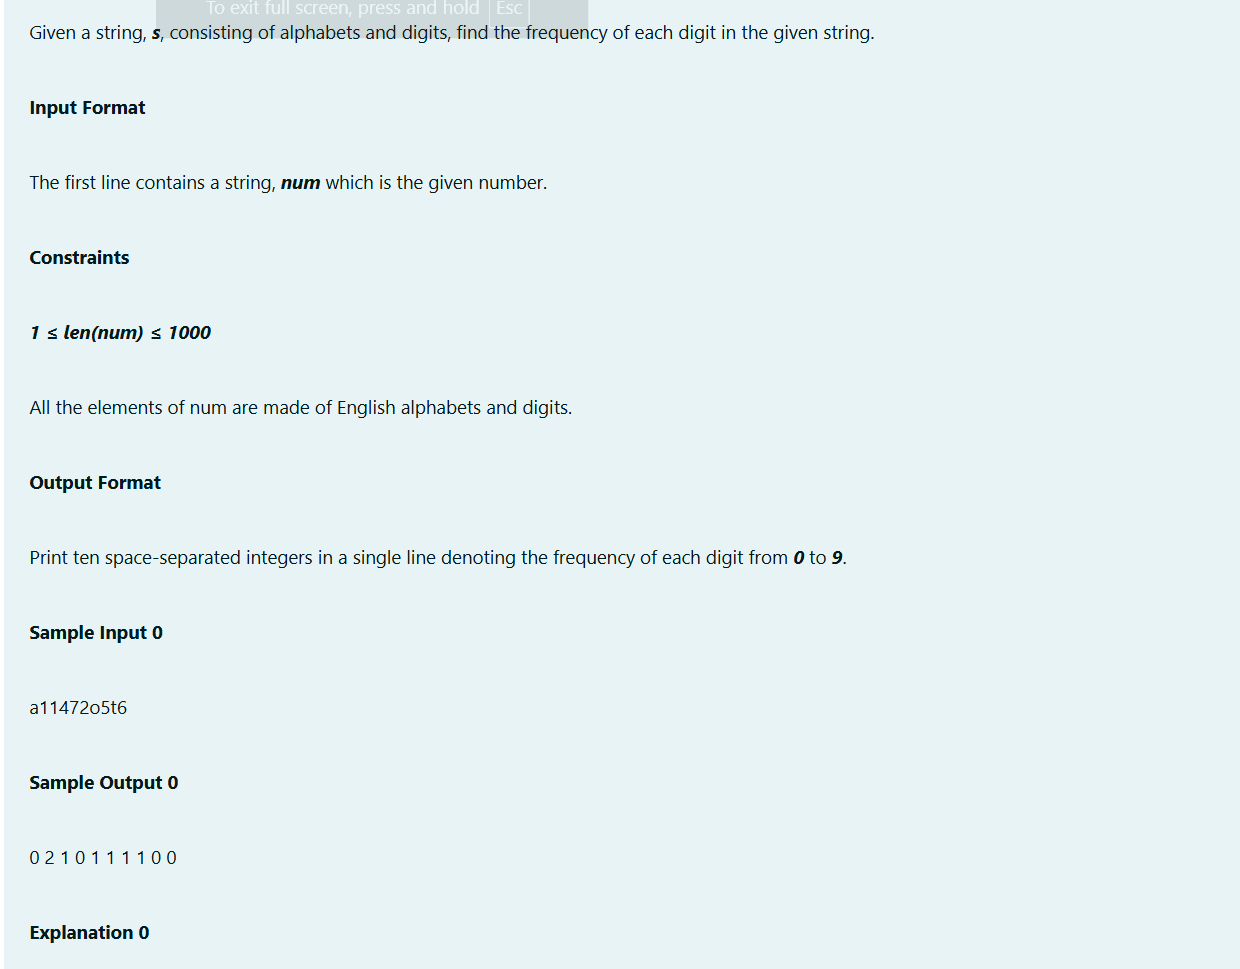 To exit full screen, press and hold Esc
Given a string, s, consisting of alphabets and digits, find the frequency of each digit in the given string.
Input Format
The first line contains a string, num which is the given number.
Constraints
1 ≤ len(num) ≤ 1000
All the elements of num are made of English alphabets and digits.
Output Format
Print ten space-separated integers in a single line denoting the frequency of each digit from 0 to 9.
Sample Input 0
a11472o5t6
Sample Output 0
0 2 1 0 1 1 1 1 0 0
Explanation 0